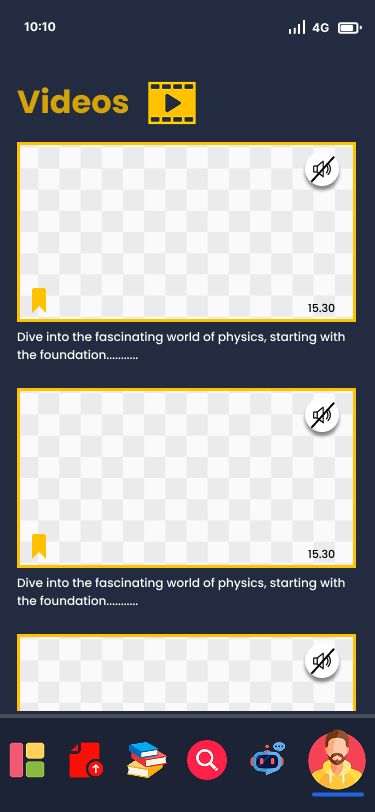 10:10
4G
Videos
15.30
Dive into the fascinating world of physics, starting with
the foundation...........
15.30
Dive into the fascinating world of physics, starting with
the foundation...........